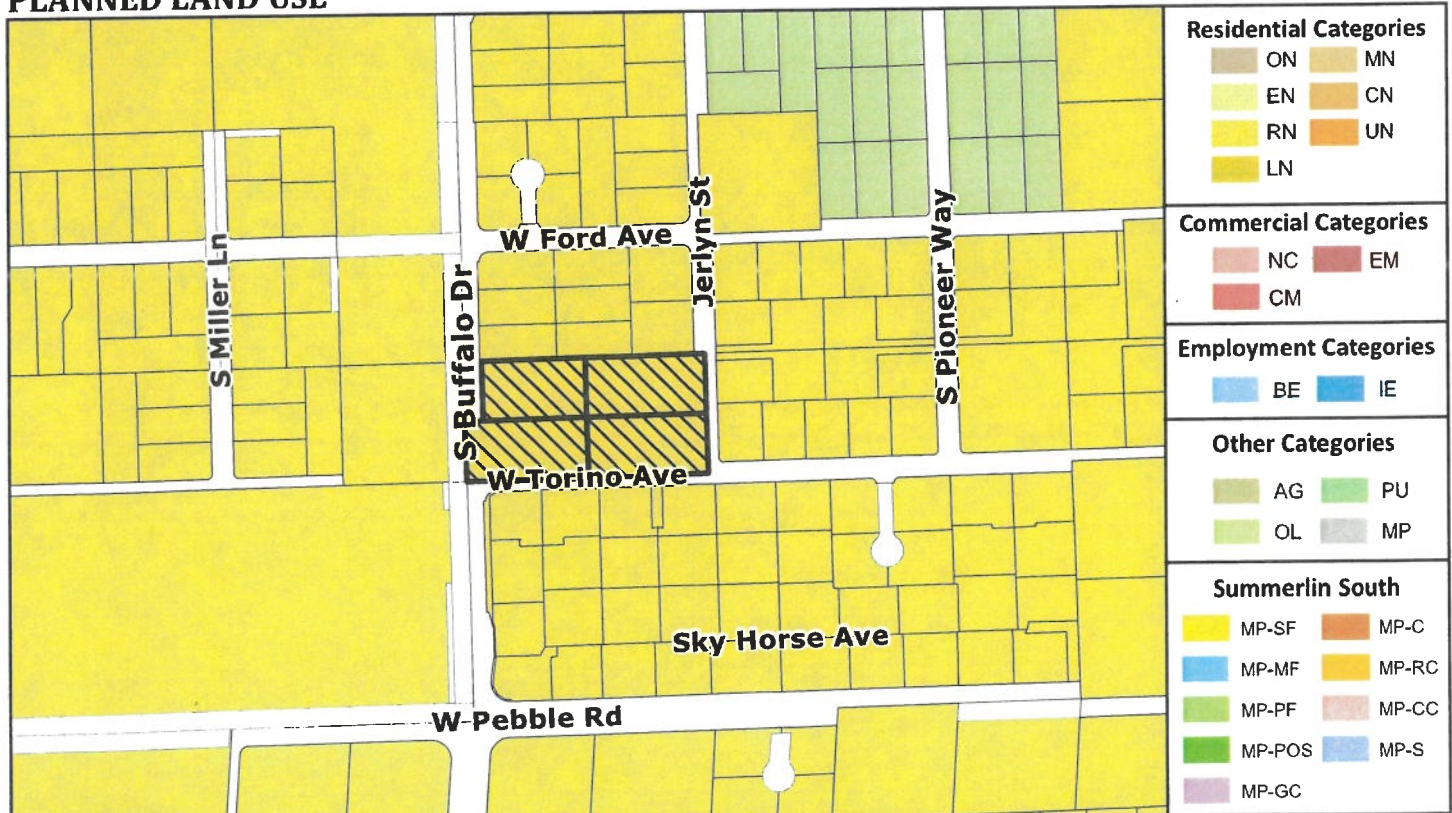 PLANNED LAND USE
W Ford Ave
Jerlyn St
S Pioneer Way
S Miller Ln
S Buffalo Dr
W Torino Ave
Sky Horse Ave
W Pebble Rd
Residential Categories
ON MN
EN CN
RN UN
LN
Commercial Categories
NC EM
CM
Employment Categories
BE IE
Other Categories
AG PU
OL MP
Summerlin South
MP-SF MP-C
MP-MF MP-RC
MP-PF MP-CC
MP-POS MP-S
MP-GC